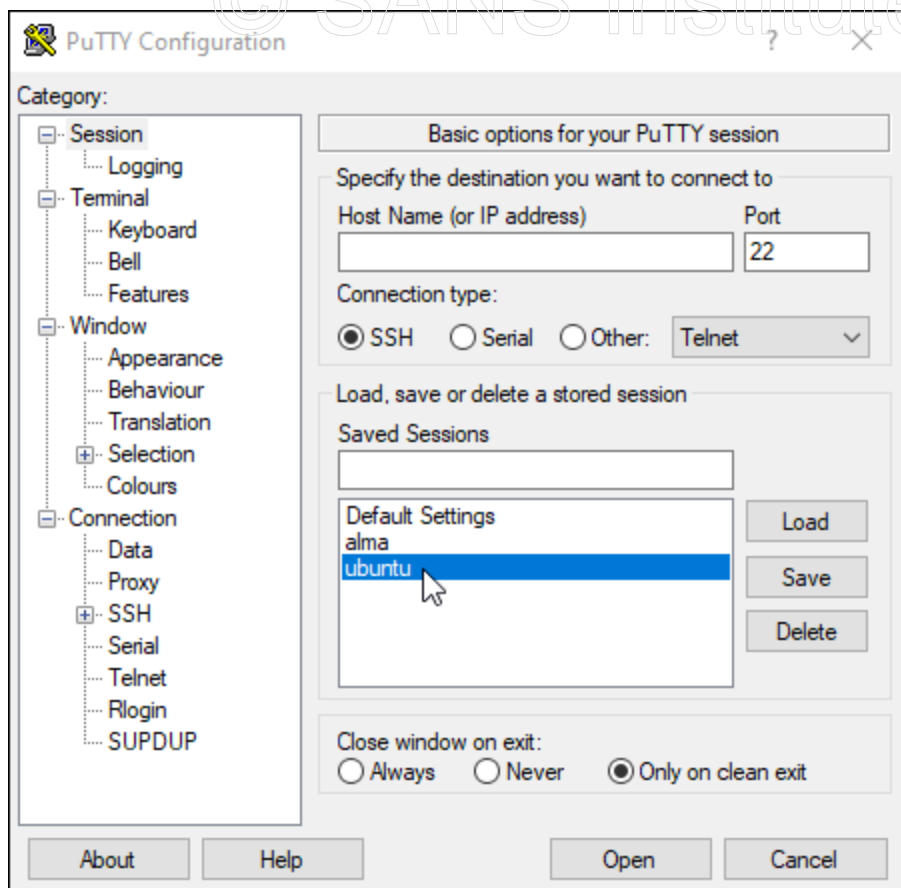 © SANS Institute
PuTTY Configuration
? ×
Category:
Session
Logging
Terminal
Keyboard
Bell
Features
Window
Appearance
Behaviour
Translation
Selection
Colours
Connection
Data
Proxy
SSH
Serial
Telnet
Rlogin
SUPDUP
Basic options for your PuTTY session
Specify the destination you want to connect to
Host Name (or IP address) Port
22
Connection type:
SSH Serial Other: Telnet
Load, save or delete a stored session
Saved Sessions
Default Settings
alma
ubuntu
Load
Save
Delete
Close window on exit:
Always Never Only on clean exit
About Help Open Cancel